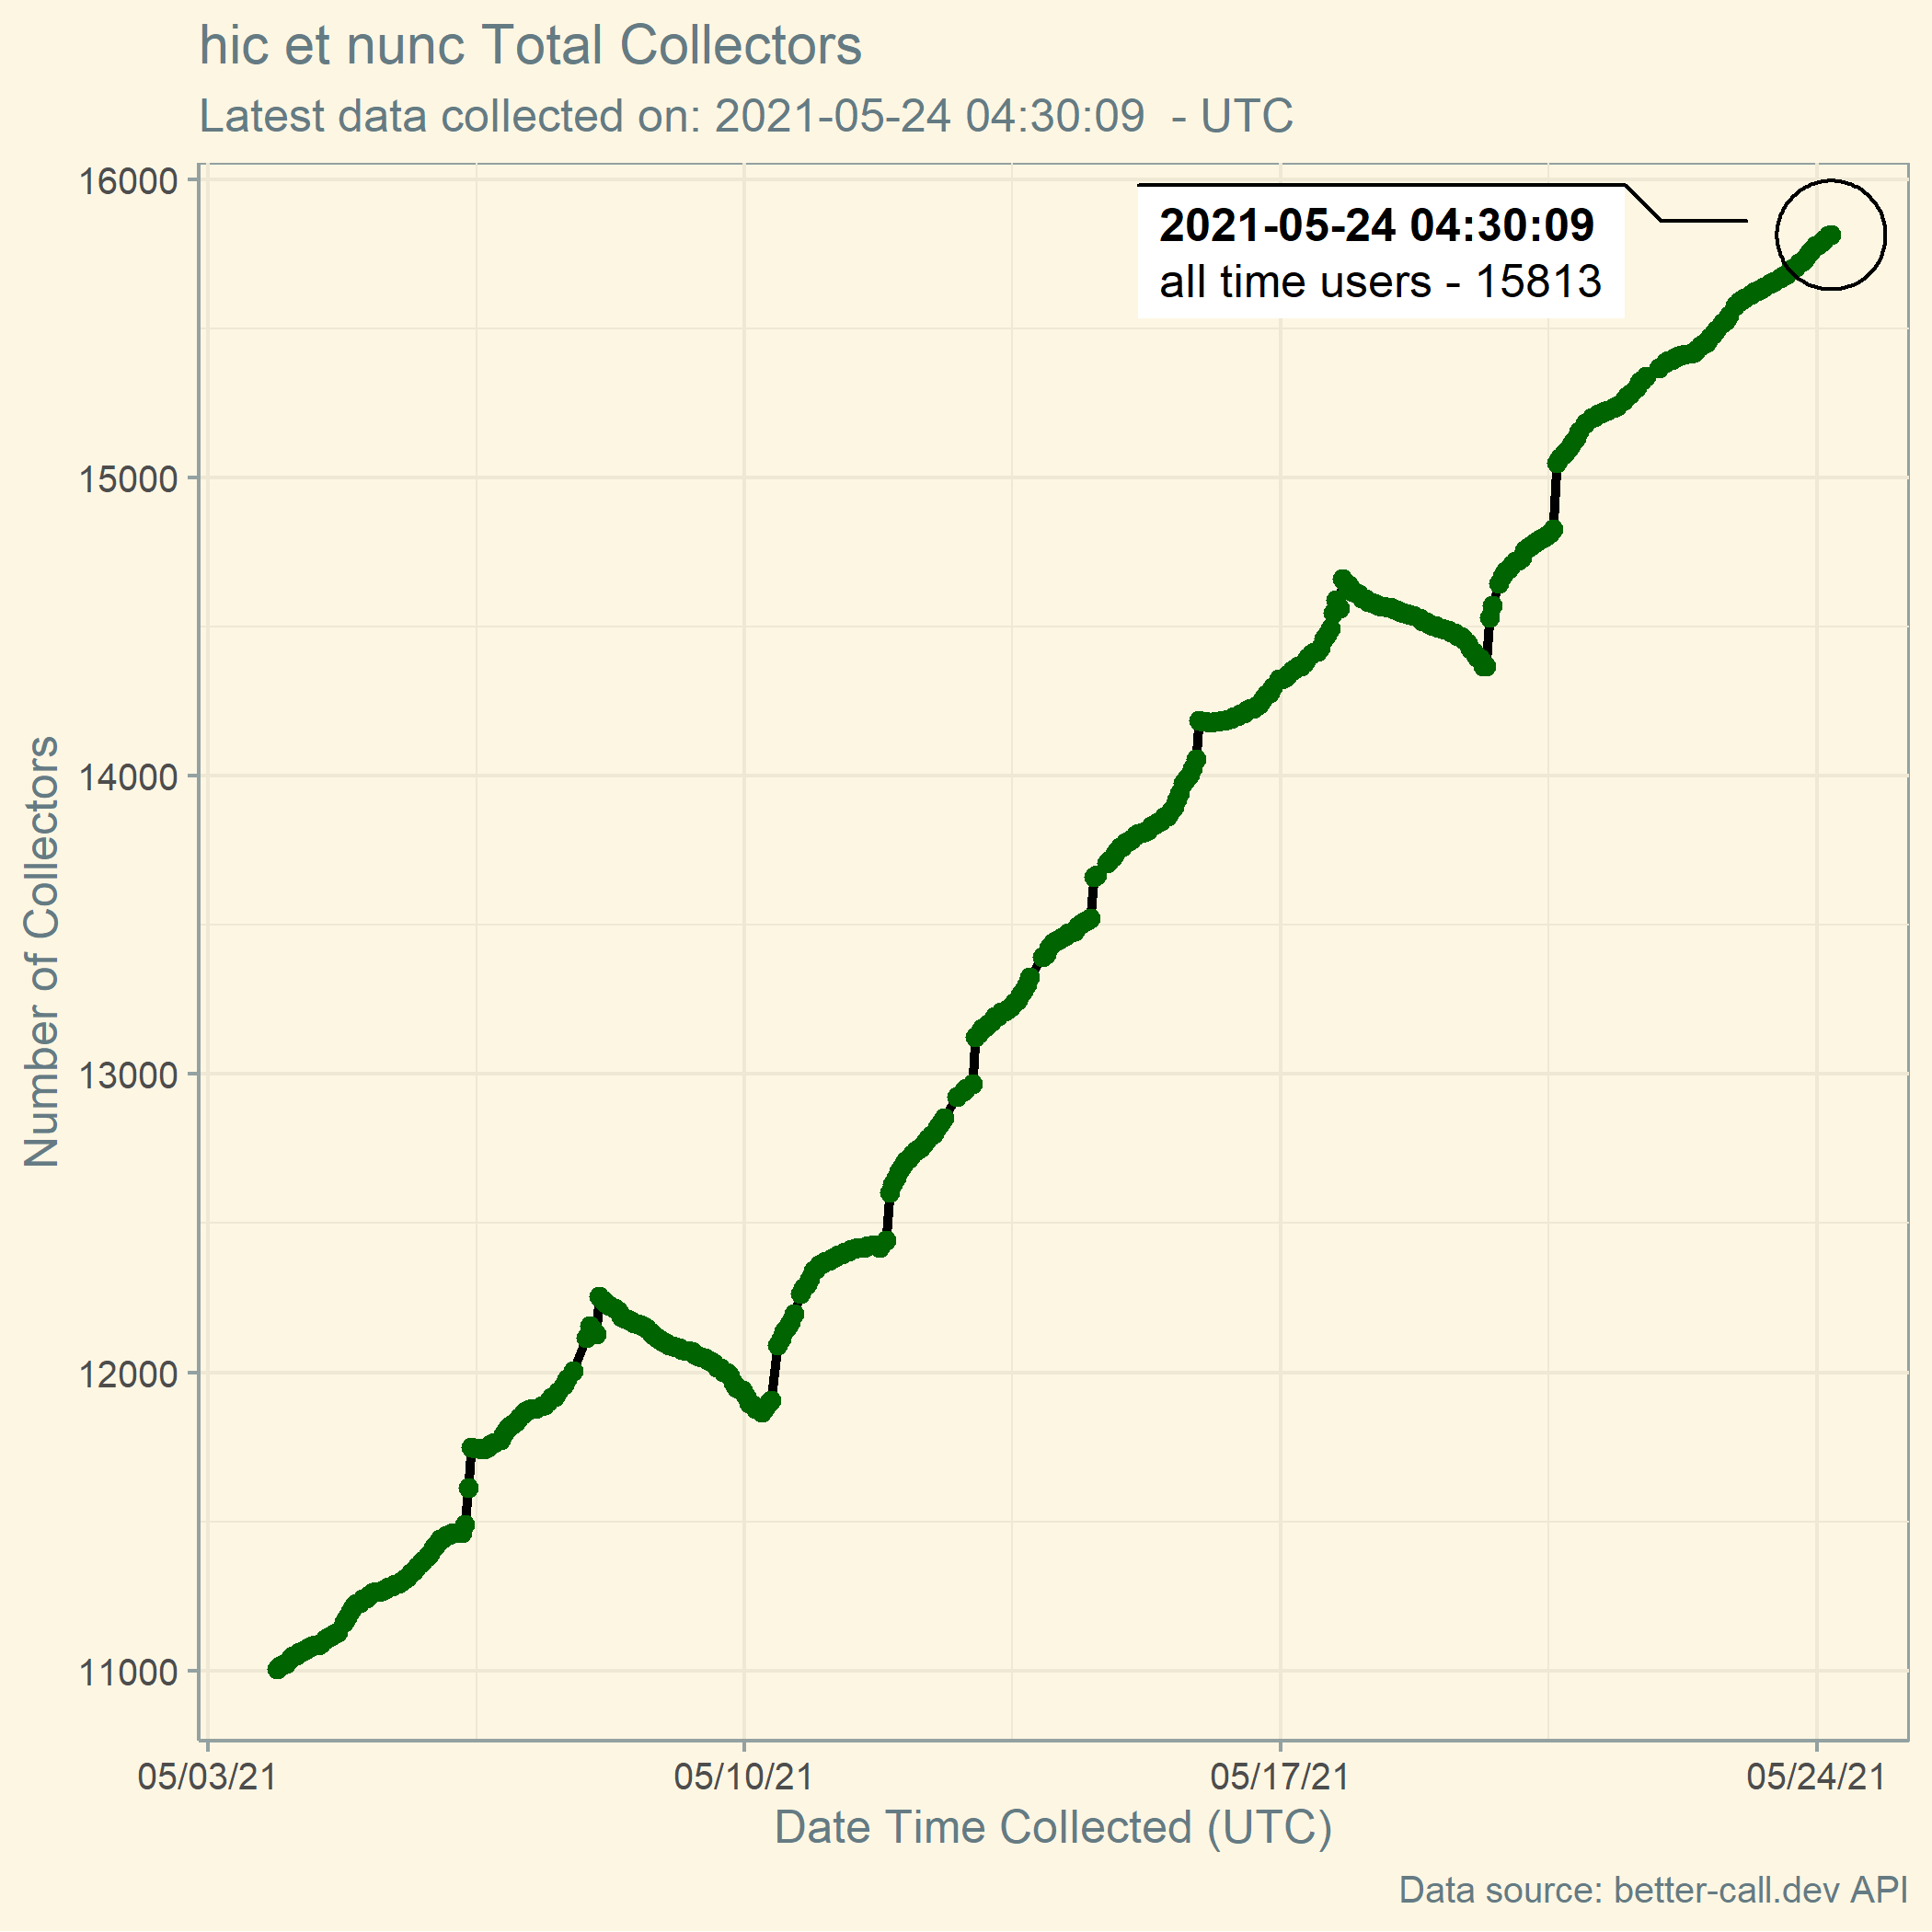 hic et nunc Total Collectors
Latest data collected on: 2021-05-24 04:30:09  - UTC
2021-05-24 04:30:09
all time users - 15813
Number of Collectors
16000
15000
14000
13000
12000
11000
05/03/21
05/10/21
05/17/21
05/24/21
Date Time Collected (UTC)
Data source: better-call.dev API